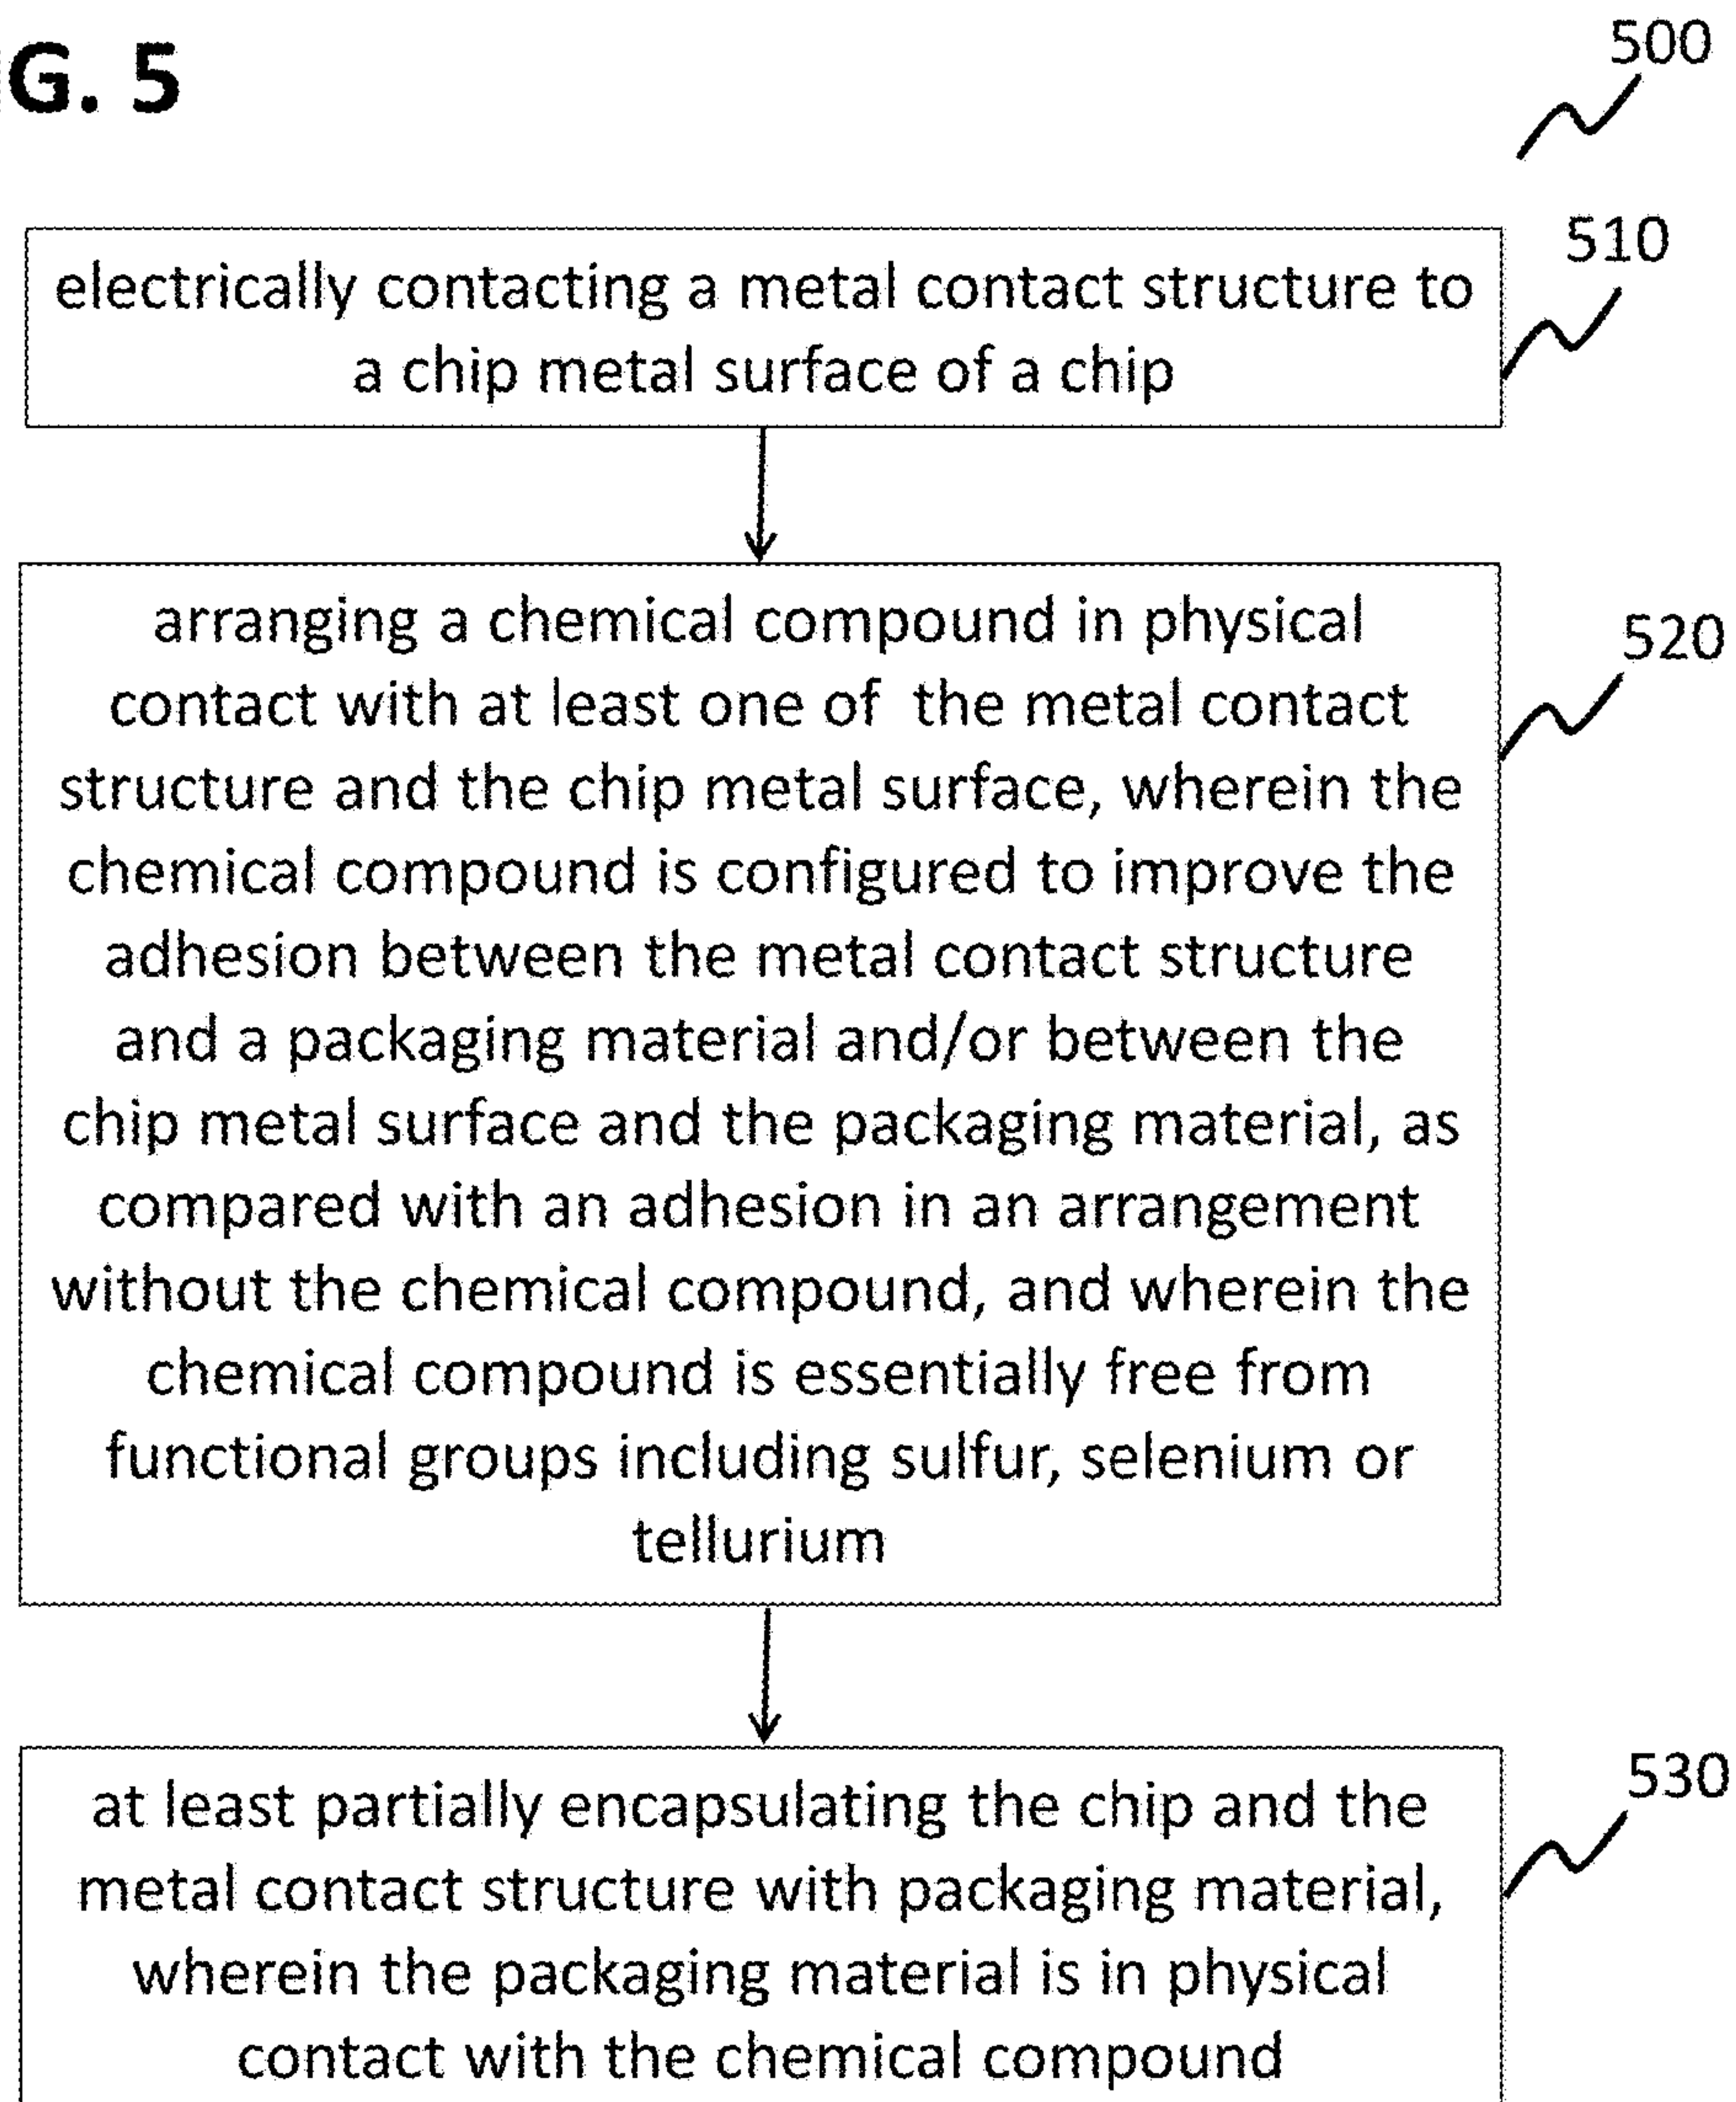 G. 5
500
510
electrically contacting a metal contact structure to
a chip metal surface of a chip
520
arranging a chemical compound in physical
contact with at least one of the metal contact
structure and the chip metal surface, wherein the
chemical compound is configured to improve the
adhesion between the metal contact structure
and a packaging material and/or between the
chip metal surface and the packaging material, as
compared with an adhesion in an arrangement
without the chemical compound, and wherein the
chemical compound is essentially free from
functional groups including sulfur, selenium or
tellurium
530
at least partially encapsulating the chip and the
metal contact structure with packaging material,
wherein the packaging material is in physical
contact with the chemical compound